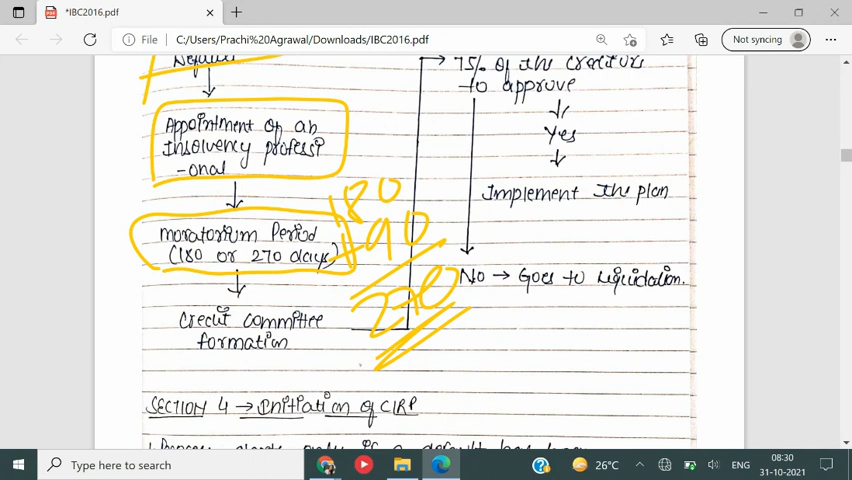 *IBC2016.pdf
File
C:/Users/Prachi%20Agrawal/Downloads/IBC2016.pdf
Not syncing
Default
Appointment of an
Insolvency professi
-onal
moratorium Period
(180 or 270 days)
Credit committee
formation
75% of the creditors
to approve
Yes
Implement the plan
No → Goes to Liquidation.
180
+90
270
SECTION 4 → Initiation of CIRP
Type here to search
26°C
ENG
08:30
31-10-2021